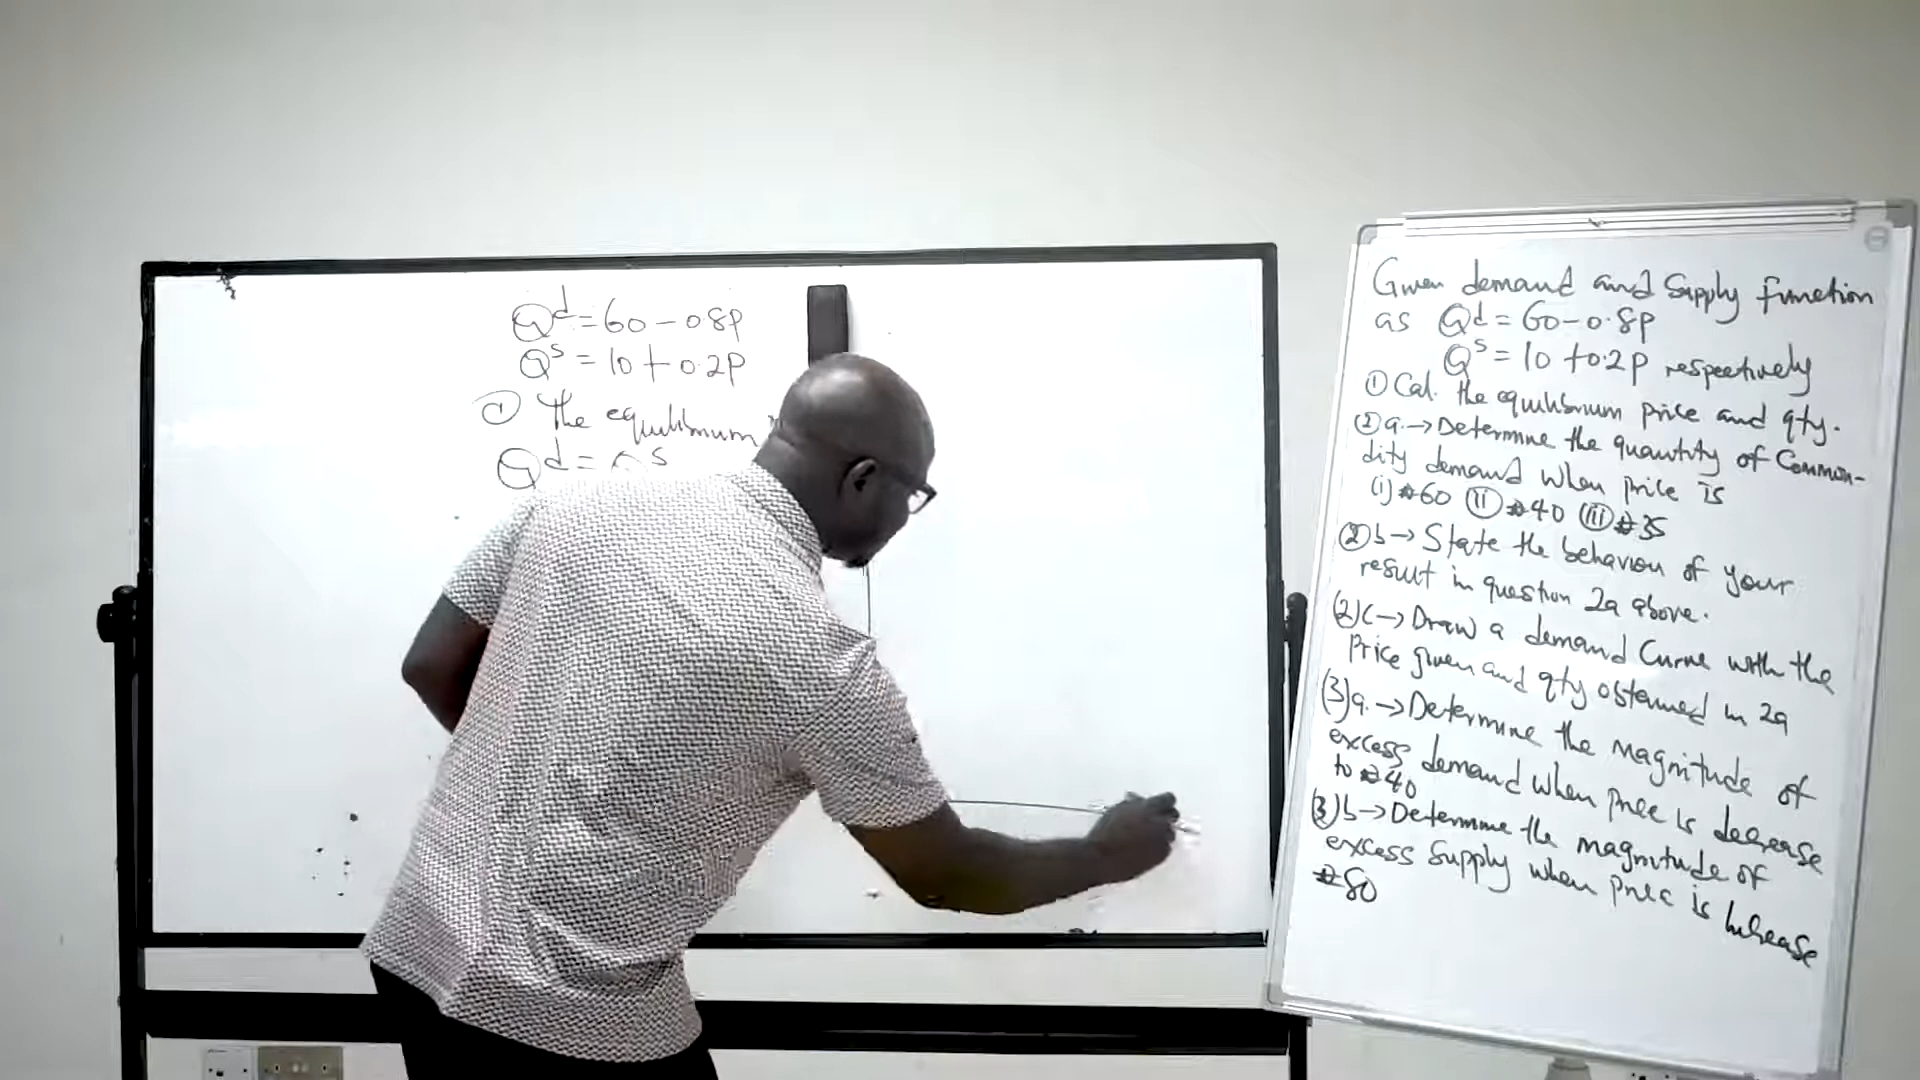 Qd = 60 - 0.8p
Qs = 10 + 0.2p
① The equilibrium
Qd = Qs
Given demand and Supply function
as Qd = 60 - 0.8p
Qs = 10 + 0.2p respectively
① Cal. the equilibrium price and qty.
② a. → Determine the quantity of Commo-
dity demand when price is
(i) ₦60 (II) ₦40 (III) ₦35
② b → State the behaviou of your
result in question 2a above.
(2) c → Draw a demand Curve with the
Price given and qty obtained in 2a
(3) a. → Determine the magnitude of
excess demand when price is decrease
to ₦40
(3) b → Determine the magnitude of
excess Supply when price is Increase
₦80